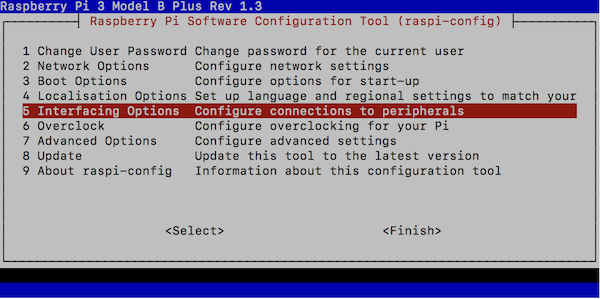 Raspberry Pi 3 Model B Plus Rev 1.3
Raspberry Pi Software Configuration Tool (raspi-config)
1 Change User Password Change password for the current user
2 Network Options Configure network settings
3 Boot Options Configure options for start-up
4 Localisation Options Set up language and regional settings to match your
5 Interfacing Options Configure connections to peripherals
6 Overclock Configure overclocking for your Pi
7 Advanced Options Configure advanced settings
8 Update Update this tool to the latest version
9 About raspi-config Information about this configuration tool
<Select> <Finish>